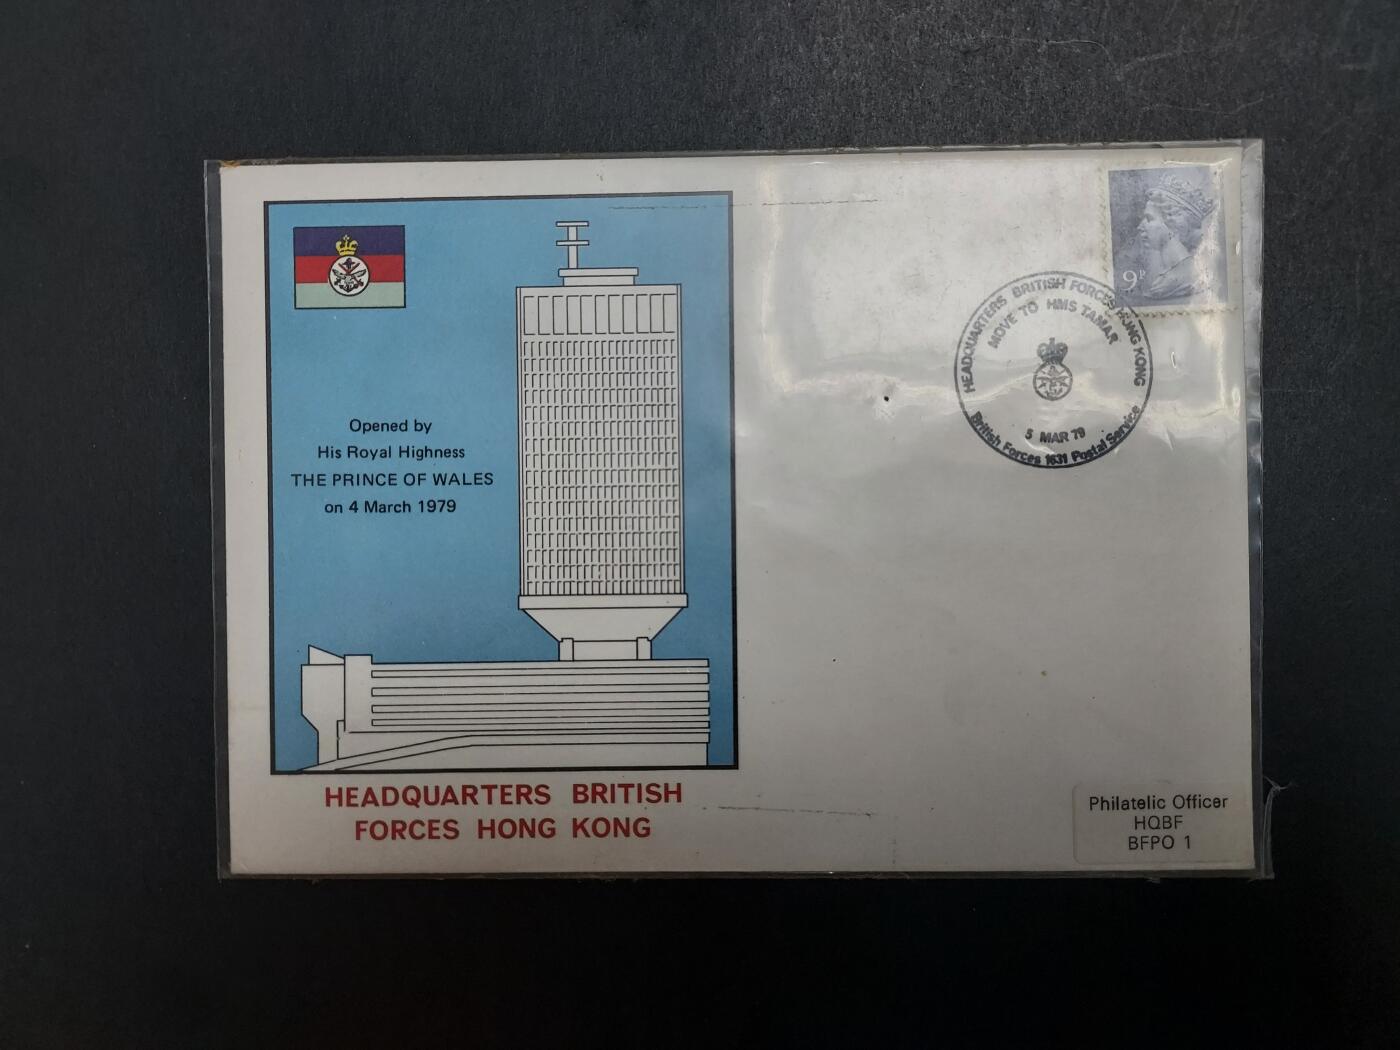 Opened by
His Royal Highness
THE PRINCE OF WALES
on 4 March 1979
HEADQUARTERS BRITISH
FORCES HONG KONG
9P
HEADQUARTERS BRITISH FORCES HONG KONG
MOVE TO HMS TAMAR
5 MAR 79
British Forces 1631 Postal Service
Philatelic Officer
HQBF
BFPO 1